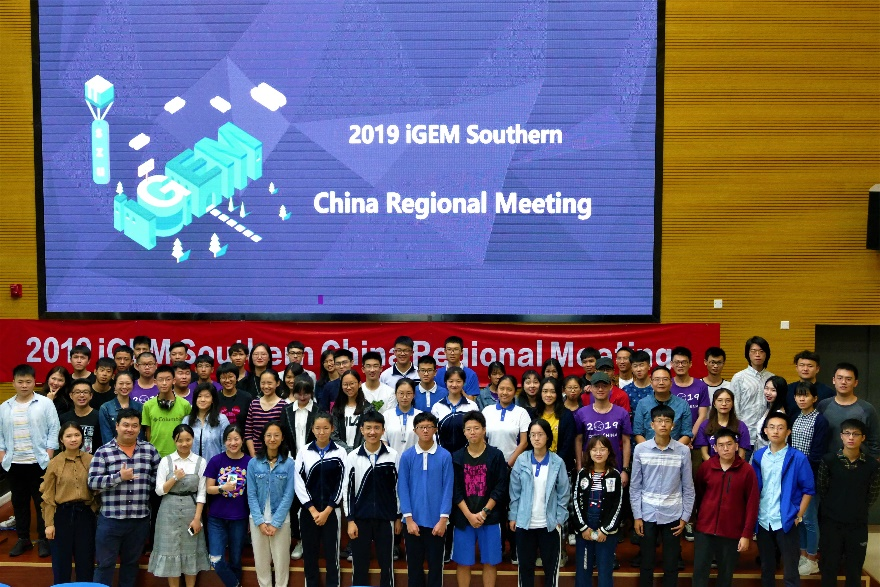 2019 iGEM Southern
China Regional Meeting
iGEM
2019 iGEM Southern China Regional Meeting
2019